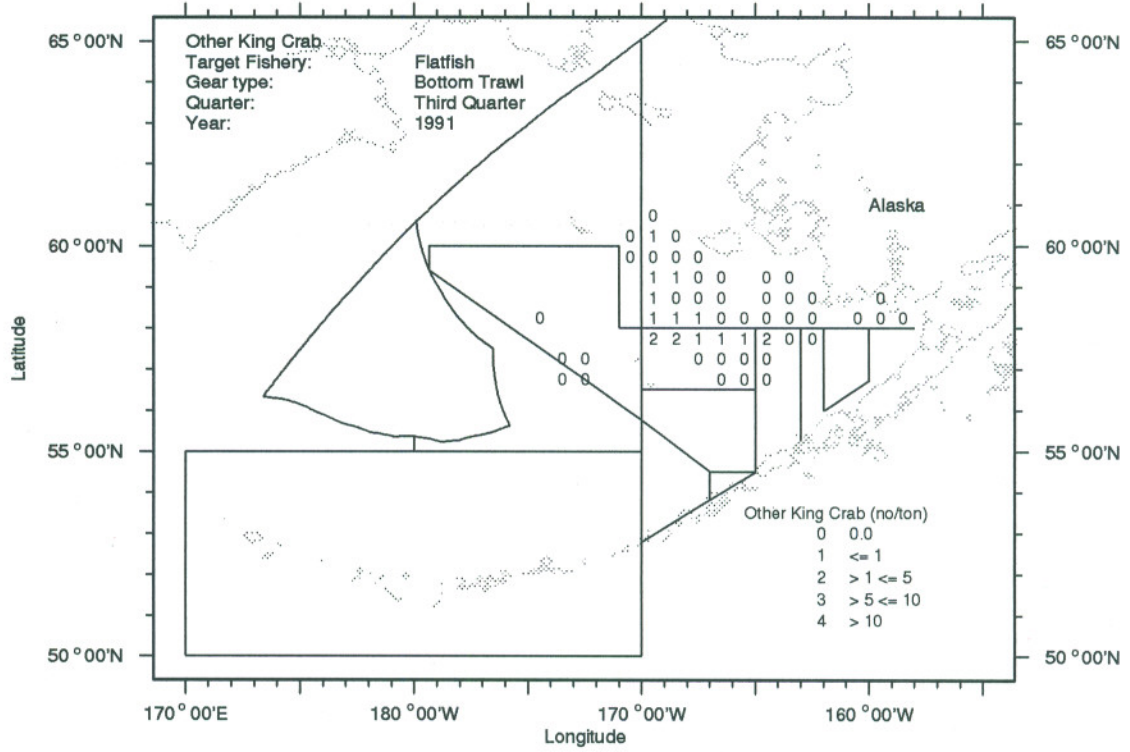 65°00'N
65°00'N
Other King Crab
Target Fishery: Flatfish
Gear type: Bottom Trawl
Quarter: Third Quarter
Year: 1991
Alaska
0
0 1 0
60°00'N
60°00'N
0 0 0 0
1 1 0 0 0 0
1 0 0 0 0 0 0
0 1 1 1 0 0 0 0 0 0 0
2 2 1 1 1 2 0 0
0 0 0 0 0 0
0 0 0 0 0
Latitude
55°00'N
55°00'N
Other King Crab (no/ton)
0 0.0
1 <= 1
2 > 1 <= 5
3 > 5 <= 10
4 > 10
50°00'N
50°00'N
170°00'E
180°00'W
170°00'W
160°00'W
Longitude